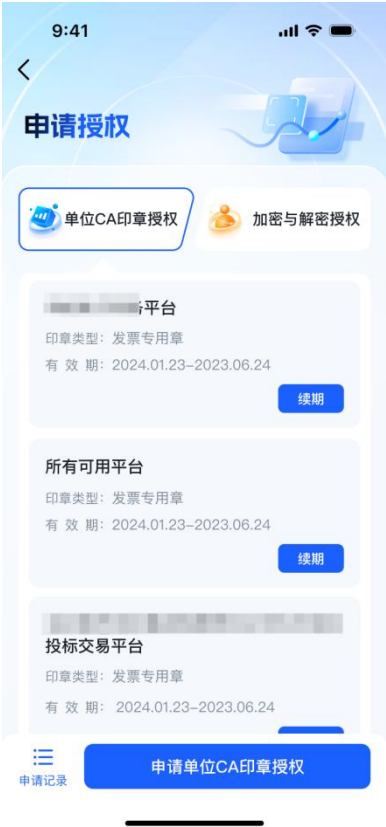 9:41
申请授权
单位CA印章授权
加密与解密授权
平台
印章类型：发票专用章
有 效 期：2024.01.23-2023.06.24
续期
所有可用平台
印章类型：发票专用章
有 效 期：2024.01.23-2023.06.24
续期
投标交易平台
印章类型：发票专用章
有 效 期： 2024.01.23-2023.06.24
申请记录
申请单位CA印章授权